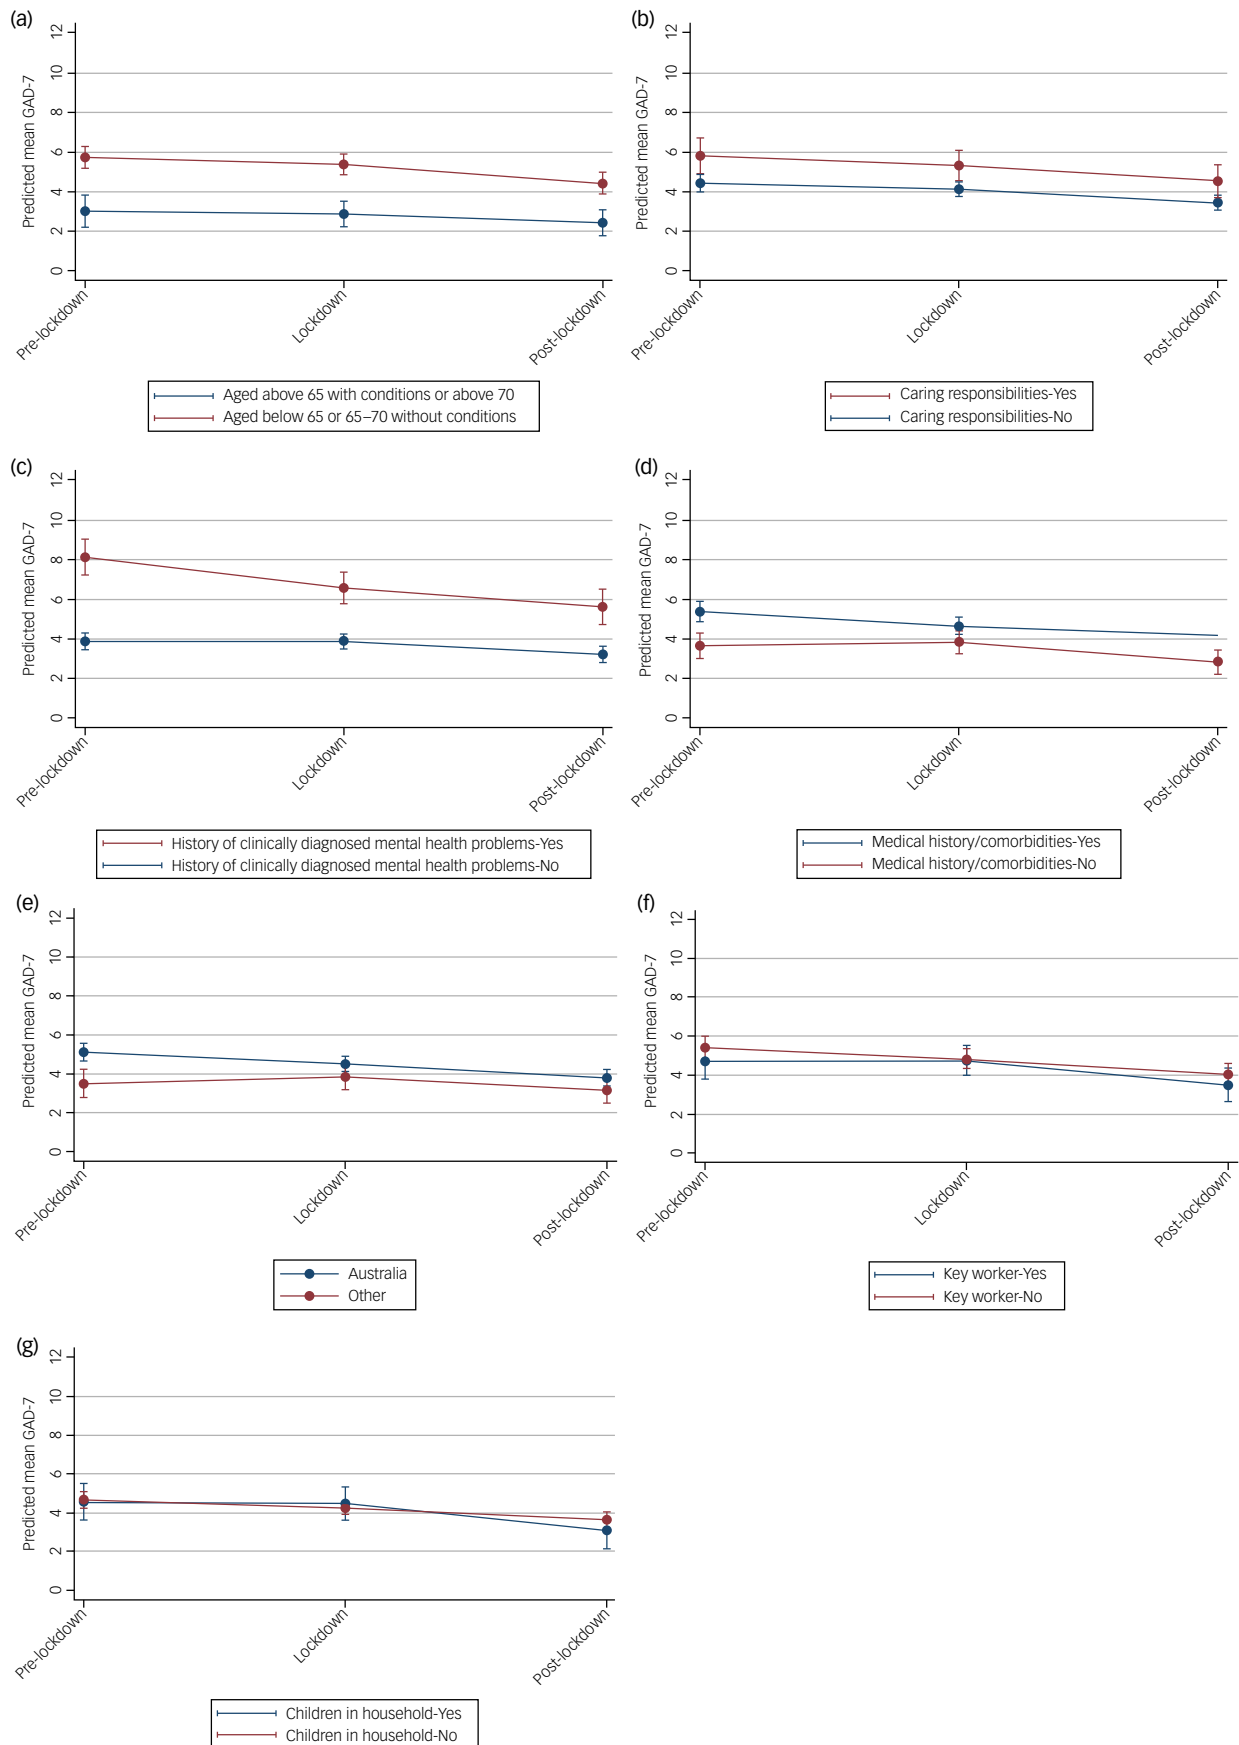 (a)
Predicted mean GAD-7
12
10
8
6
4
2
0
Pre-lockdown
Lockdown
Post-lockdown
Aged above 65 with conditions or above 70
Aged below 65 or 65–70 without conditions
(b)
Predicted mean GAD-7
12
10
8
6
4
2
0
Pre-lockdown
Lockdown
Post-lockdown
Caring responsibilities-Yes
Caring responsibilities-No
(c)
Predicted mean GAD-7
12
10
8
6
4
2
0
Pre-lockdown
Lockdown
Post-lockdown
History of clinically diagnosed mental health problems-Yes
History of clinically diagnosed mental health problems-No
(d)
Predicted mean GAD-7
12
10
8
6
4
2
0
Pre-lockdown
Lockdown
Post-lockdown
Medical history/comorbidities-Yes
Medical history/comorbidities-No
(e)
Predicted mean GAD-7
12
10
8
6
4
2
0
Pre-lockdown
Lockdown
Post-lockdown
Australia
Other
(f)
Predicted mean GAD-7
12
10
8
6
4
2
0
Pre-lockdown
Lockdown
Post-lockdown
Key worker-Yes
Key worker-No
(g)
Predicted mean GAD-7
12
10
8
6
4
2
0
Pre-lockdown
Lockdown
Post-lockdown
Children in household-Yes
Children in household-No